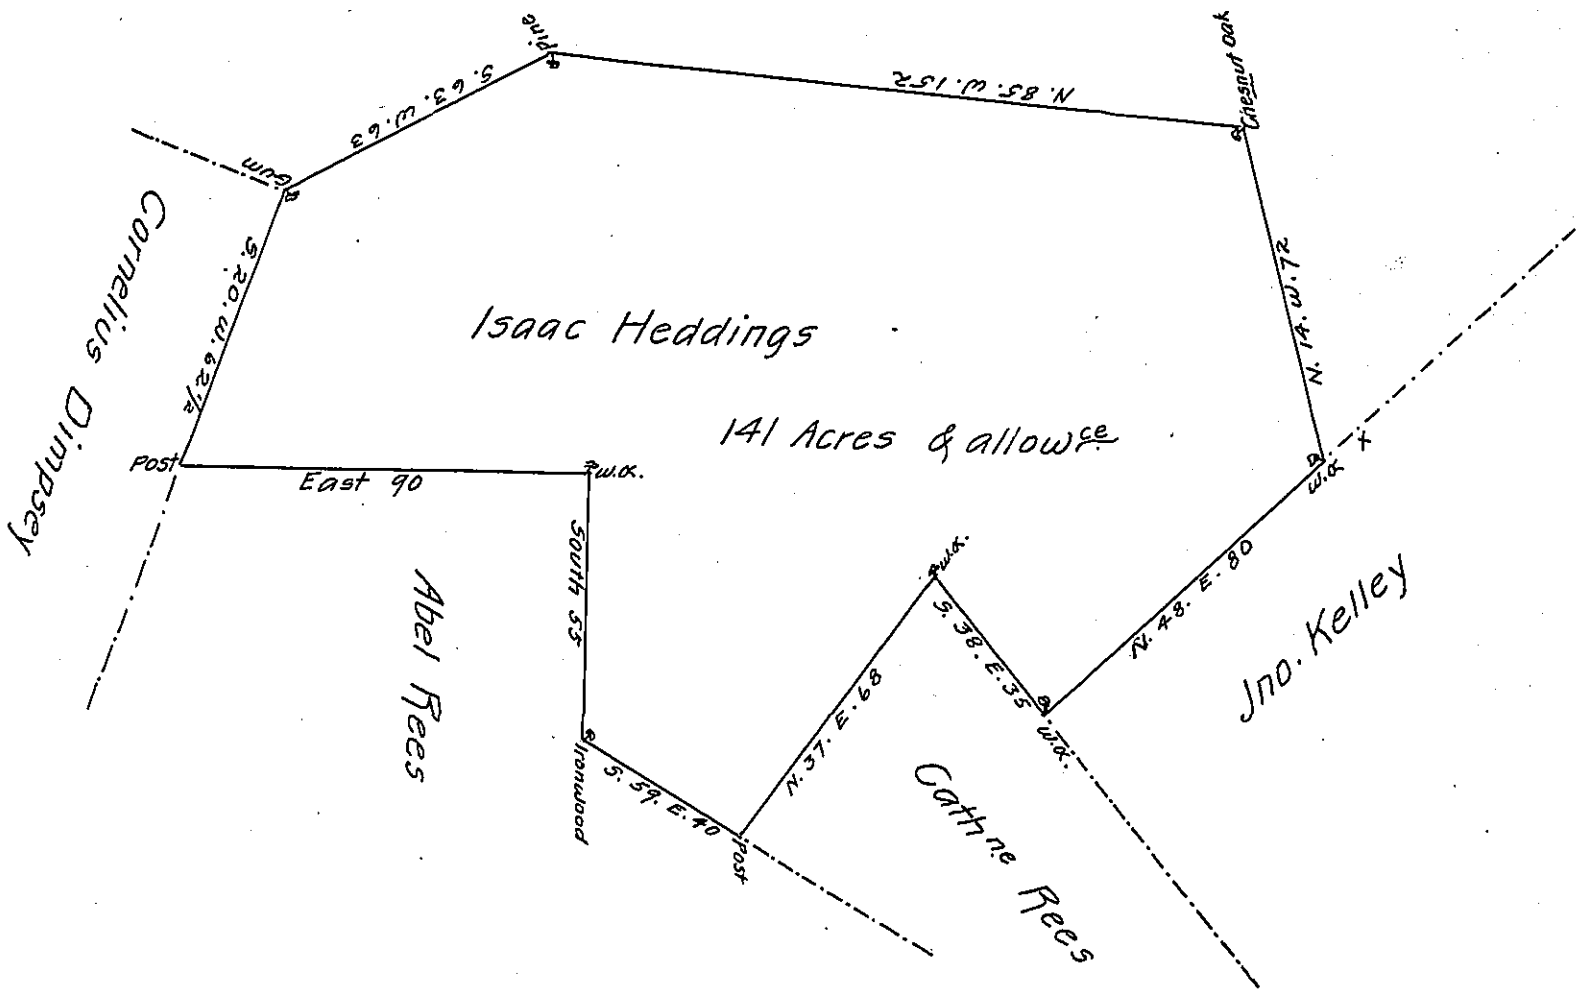 Pine
Chesnut Oak
N. 85. W. 152
S. 63. W. 63
Gum
Cornelius Dimpsey
S. 20. W. 62 1/2
N. 14. W. 72
Isaac Heddings
141 Acres & allowce
Post
East 90
w.o.
W.O. X
South 55
Abel Rees
w.o.
N. 48. E. 80
S. 38. E. 35
Jno. Kelley
N. 37. E. 68
W.O.
Ironwood
S. 59. E. 40
Post
Cathne Rees